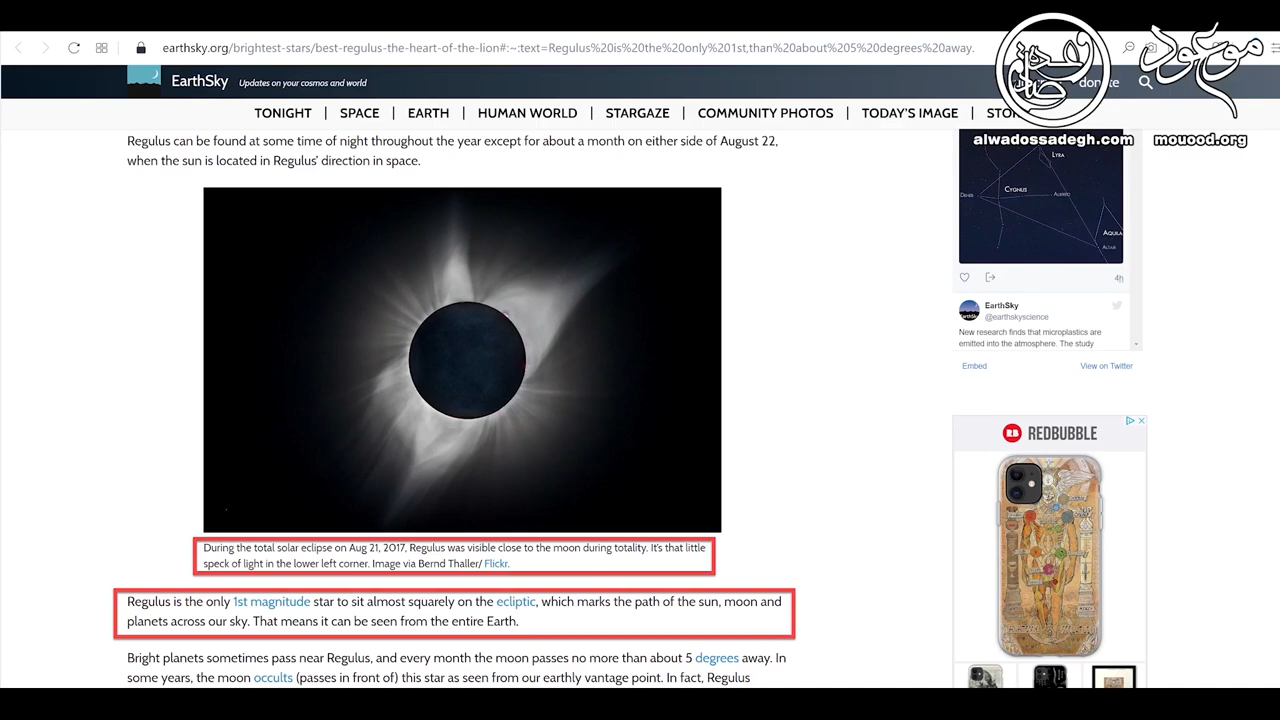 earthsky.org/brightest-stars/best-regulus-the-heart-of-the-lion#:~:text=Regulus%20is%20the%20only%201st,than%20about%205%20degrees%20away.
موعود
EarthSky Updates on your cosmos and world
donate
TONIGHT | SPACE | EARTH | HUMAN WORLD | STARGAZE | COMMUNITY PHOTOS | TODAY'S IMAGE |
alwadossadegh.com mouood.org
Regulus can be found at some time of night throughout the year except for about a month on either side of August 22,
when the sun is located in Regulus' direction in space.
LYRA
CYGNUS
DENEB
ALBIREO
AQUILA
ALTAIR
4h
EarthSky
@earthskyscience
New research finds that microplastics are
emitted into the atmosphere. The study
Embed View on Twitter
RB REDBUBBLE
During the total solar eclipse on Aug 21, 2017, Regulus was visible close to the moon during totality. It's that little
speck of light in the lower left corner. Image via Bernd Thaller/ Flickr.
Regulus is the only 1st magnitude star to sit almost squarely on the ecliptic, which marks the path of the sun, moon and
planets across our sky. That means it can be seen from the entire Earth.
Bright planets sometimes pass near Regulus, and every month the moon passes no more than about 5 degrees away. In
some years, the moon occults (passes in front of) this star as seen from our earthly vantage point. In fact, Regulus